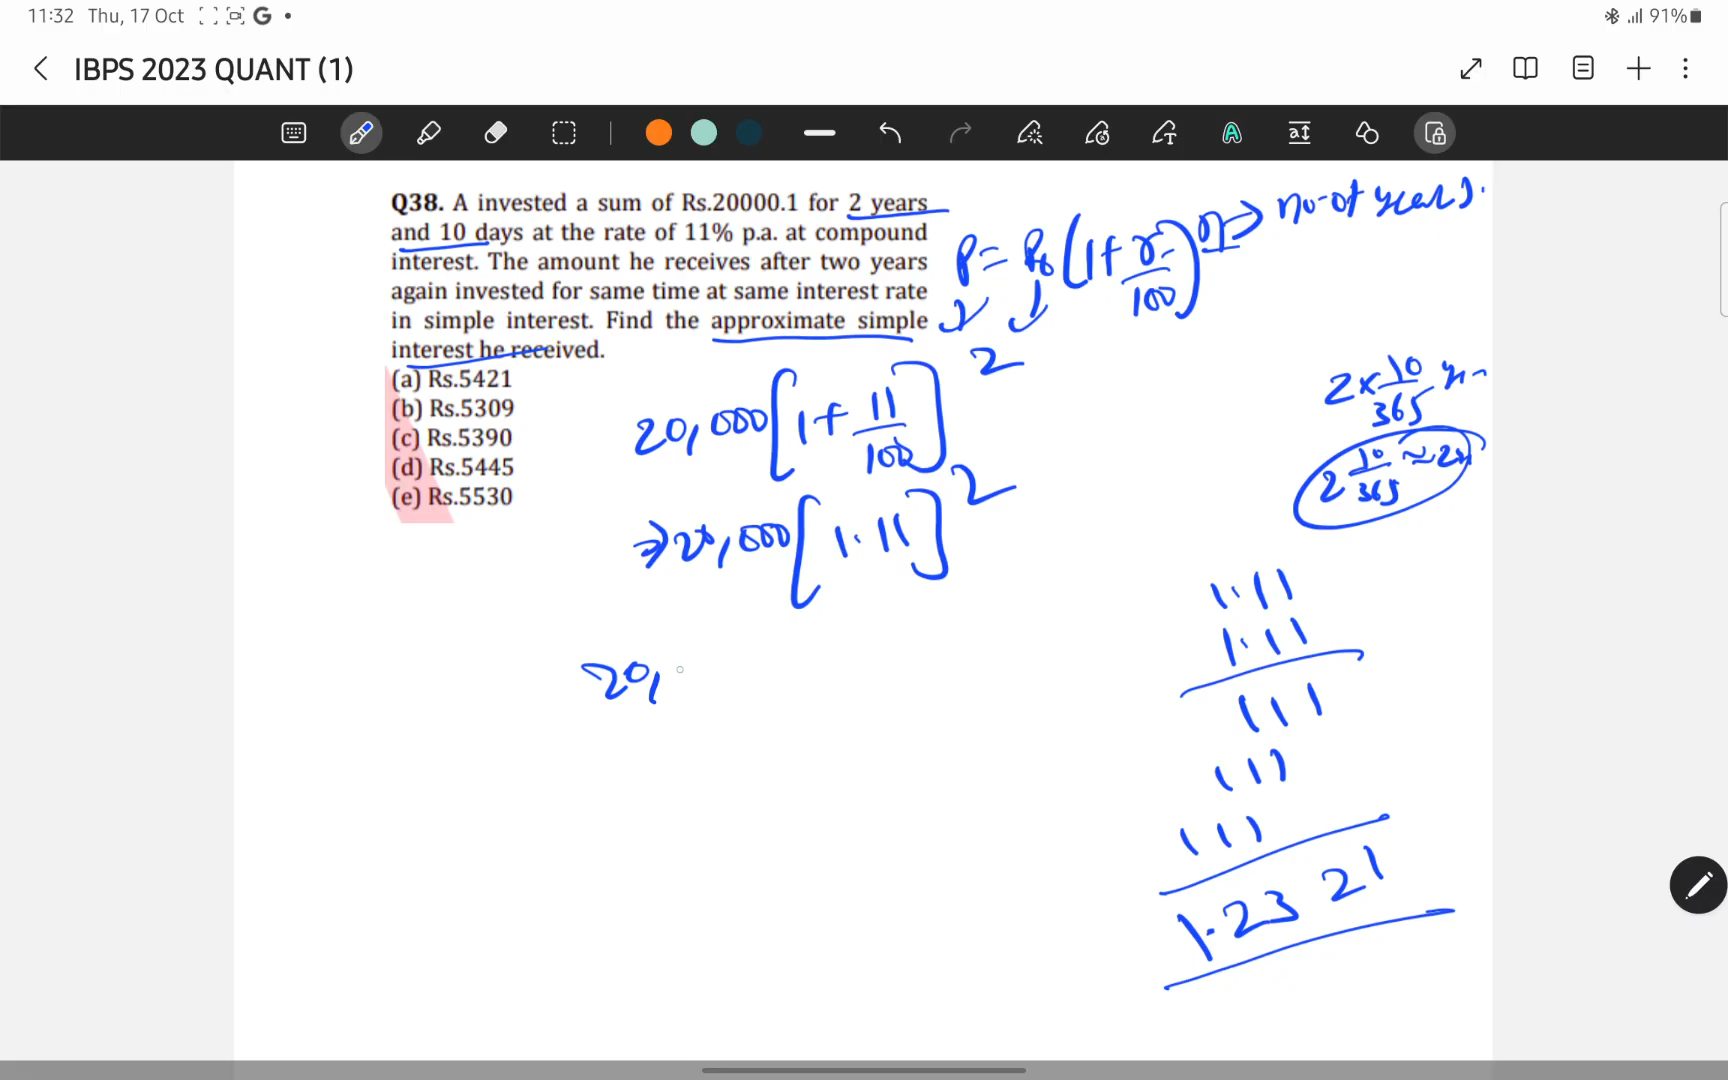 11:32 Thu, 17 Oct G 91%
IBPS 2023 QUANT (1)
Q38. A invested a sum of Rs.20000.1 for 2 years
and 10 days at the rate of 11% p.a. at compound
interest. The amount he receives after two years
again invested for same time at same interest rate
in simple interest. Find the approximate simple
interest he received.
(a) Rs.5421
(b) Rs.5309
(c) Rs.5390
(d) Rs.5445
(e) Rs.5530
→ no-of years.
20,000[1+11/100]^2
⇒20,000[1.11]^2
20,
2×10/365
2 10/365
1.11
1.11
111
111
111
1.2321